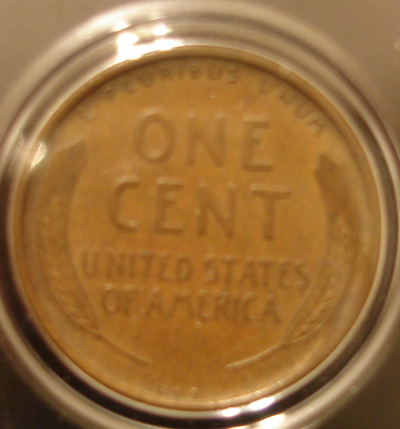 E · PLURIBUS · UNUM
ONE
CENT
UNITED STATES
OF AMERICA